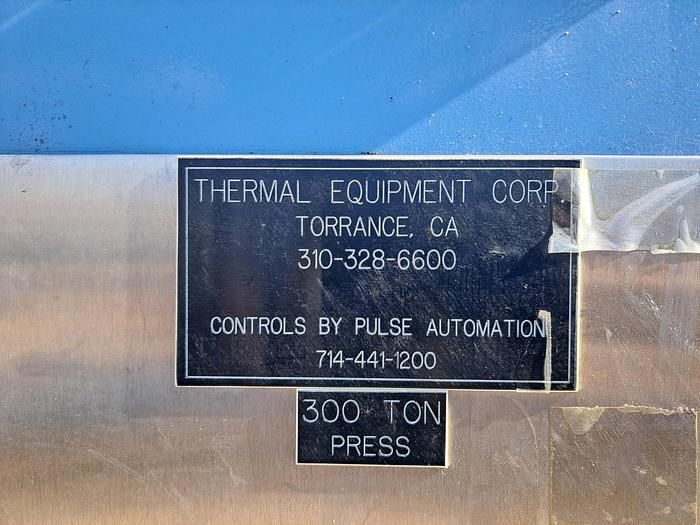 THERMAL EQUIPMENT CORP
TORRANCE, CA
310-328-6600
CONTROLS BY PULSE AUTOMATION
714-441-1200
300 TON
PRESS